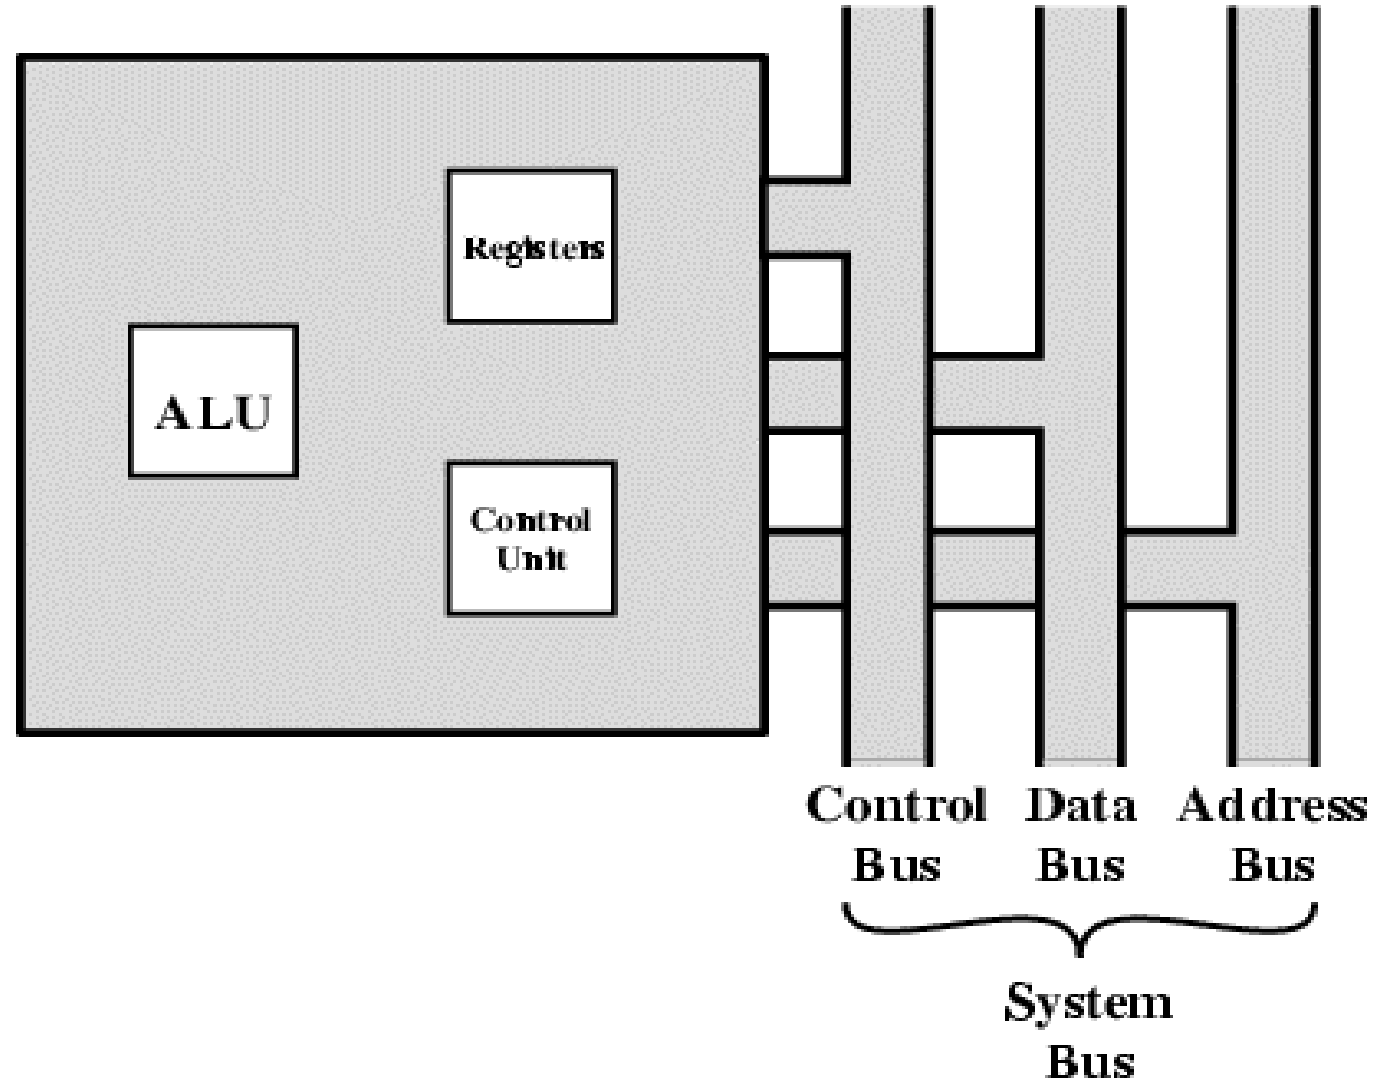 Registers
ALU
Control
Unit
Control Data Address
Bus Bus Bus
System
Bus